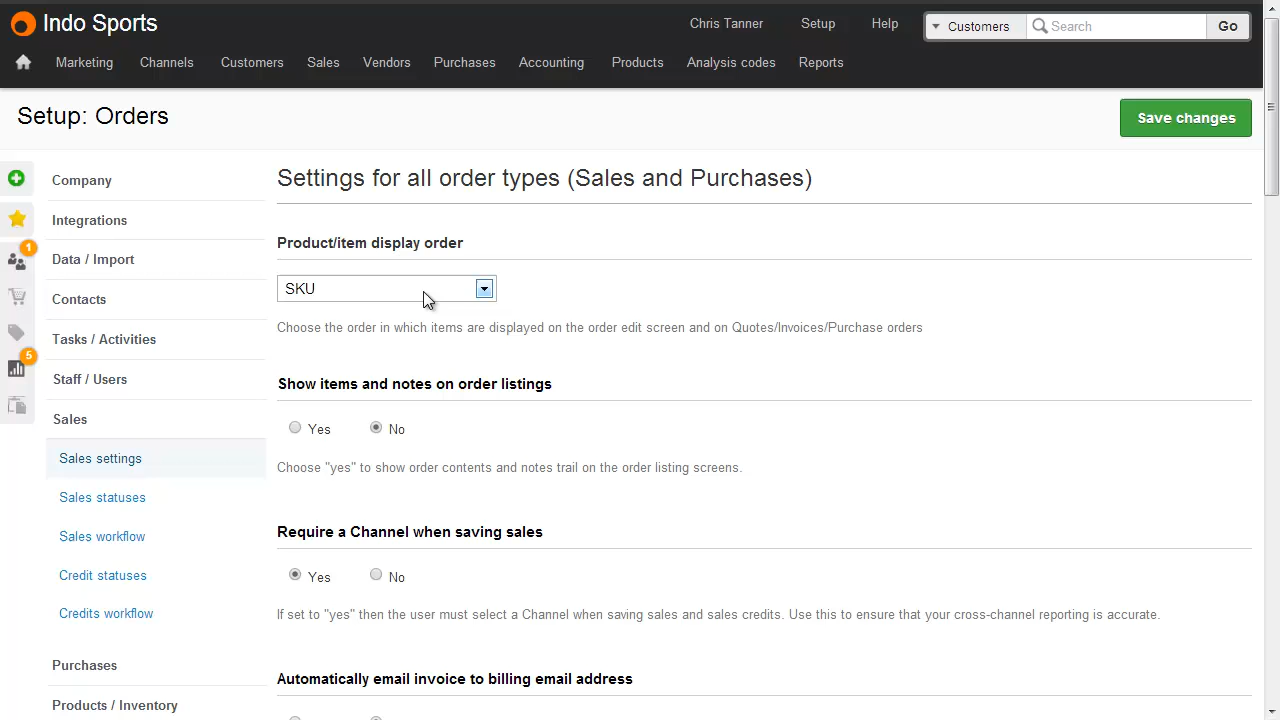 Indo Sports
Chris Tanner Setup Help Customers Search Go
Marketing Channels Customers Sales Vendors Purchases Accounting Products Analysis codes Reports
Setup: Orders
Save changes
1
5
Company
Integrations
Data / Import
Contacts
Tasks / Activities
Staff / Users
Sales
Sales settings
Sales statuses
Sales workflow
Credit statuses
Credits workflow
Purchases
Products / Inventory
Settings for all order types (Sales and Purchases)
Product/item display order
SKU
Choose the order in which items are displayed on the order edit screen and on Quotes/Invoices/Purchase orders
Show items and notes on order listings
Yes No
Choose "yes" to show order contents and notes trail on the order listing screens.
Require a Channel when saving sales
Yes No
If set to "yes" then the user must select a Channel when saving sales and sales credits. Use this to ensure that your cross-channel reporting is accurate.
Automatically email invoice to billing email address